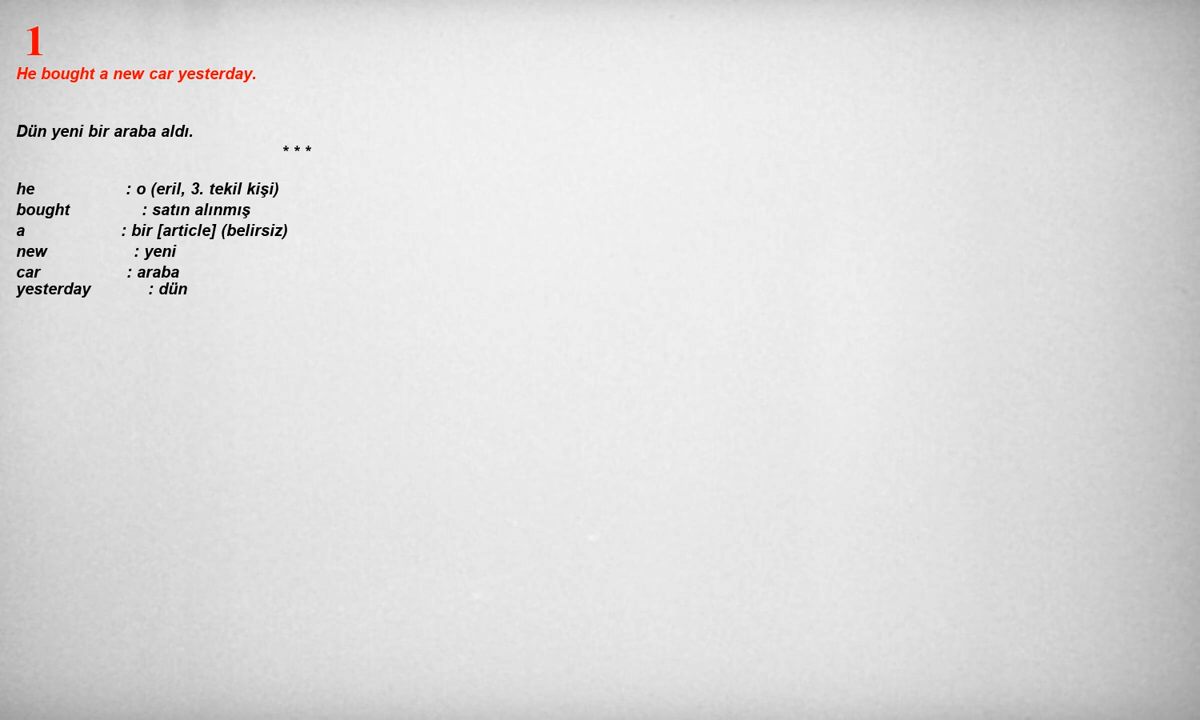 1
He bought a new car yesterday.
Dün yeni bir araba aldı.
* * *
he : o (eril, 3. tekil kişi)
bought : satın alınmış
a : bir [article] (belirsiz)
new : yeni
car : araba
yesterday : dün